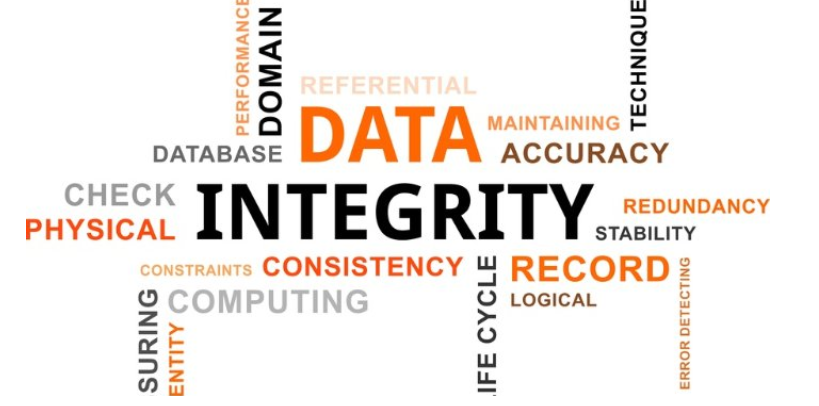 PERFORMANCE
DOMAIN
TECHNIQUE
REFERENTIAL
DATA
MAINTAINING
DATABASE
ACCURACY
CHECK
INTEGRITY
REDUNDANCY
PHYSICAL
STABILITY
CONSTRAINTS
CONSISTENCY
RECORD
COMPUTING
LOGICAL
SURING
ENTITY
IFE CYCLE
ERROR DETECTING